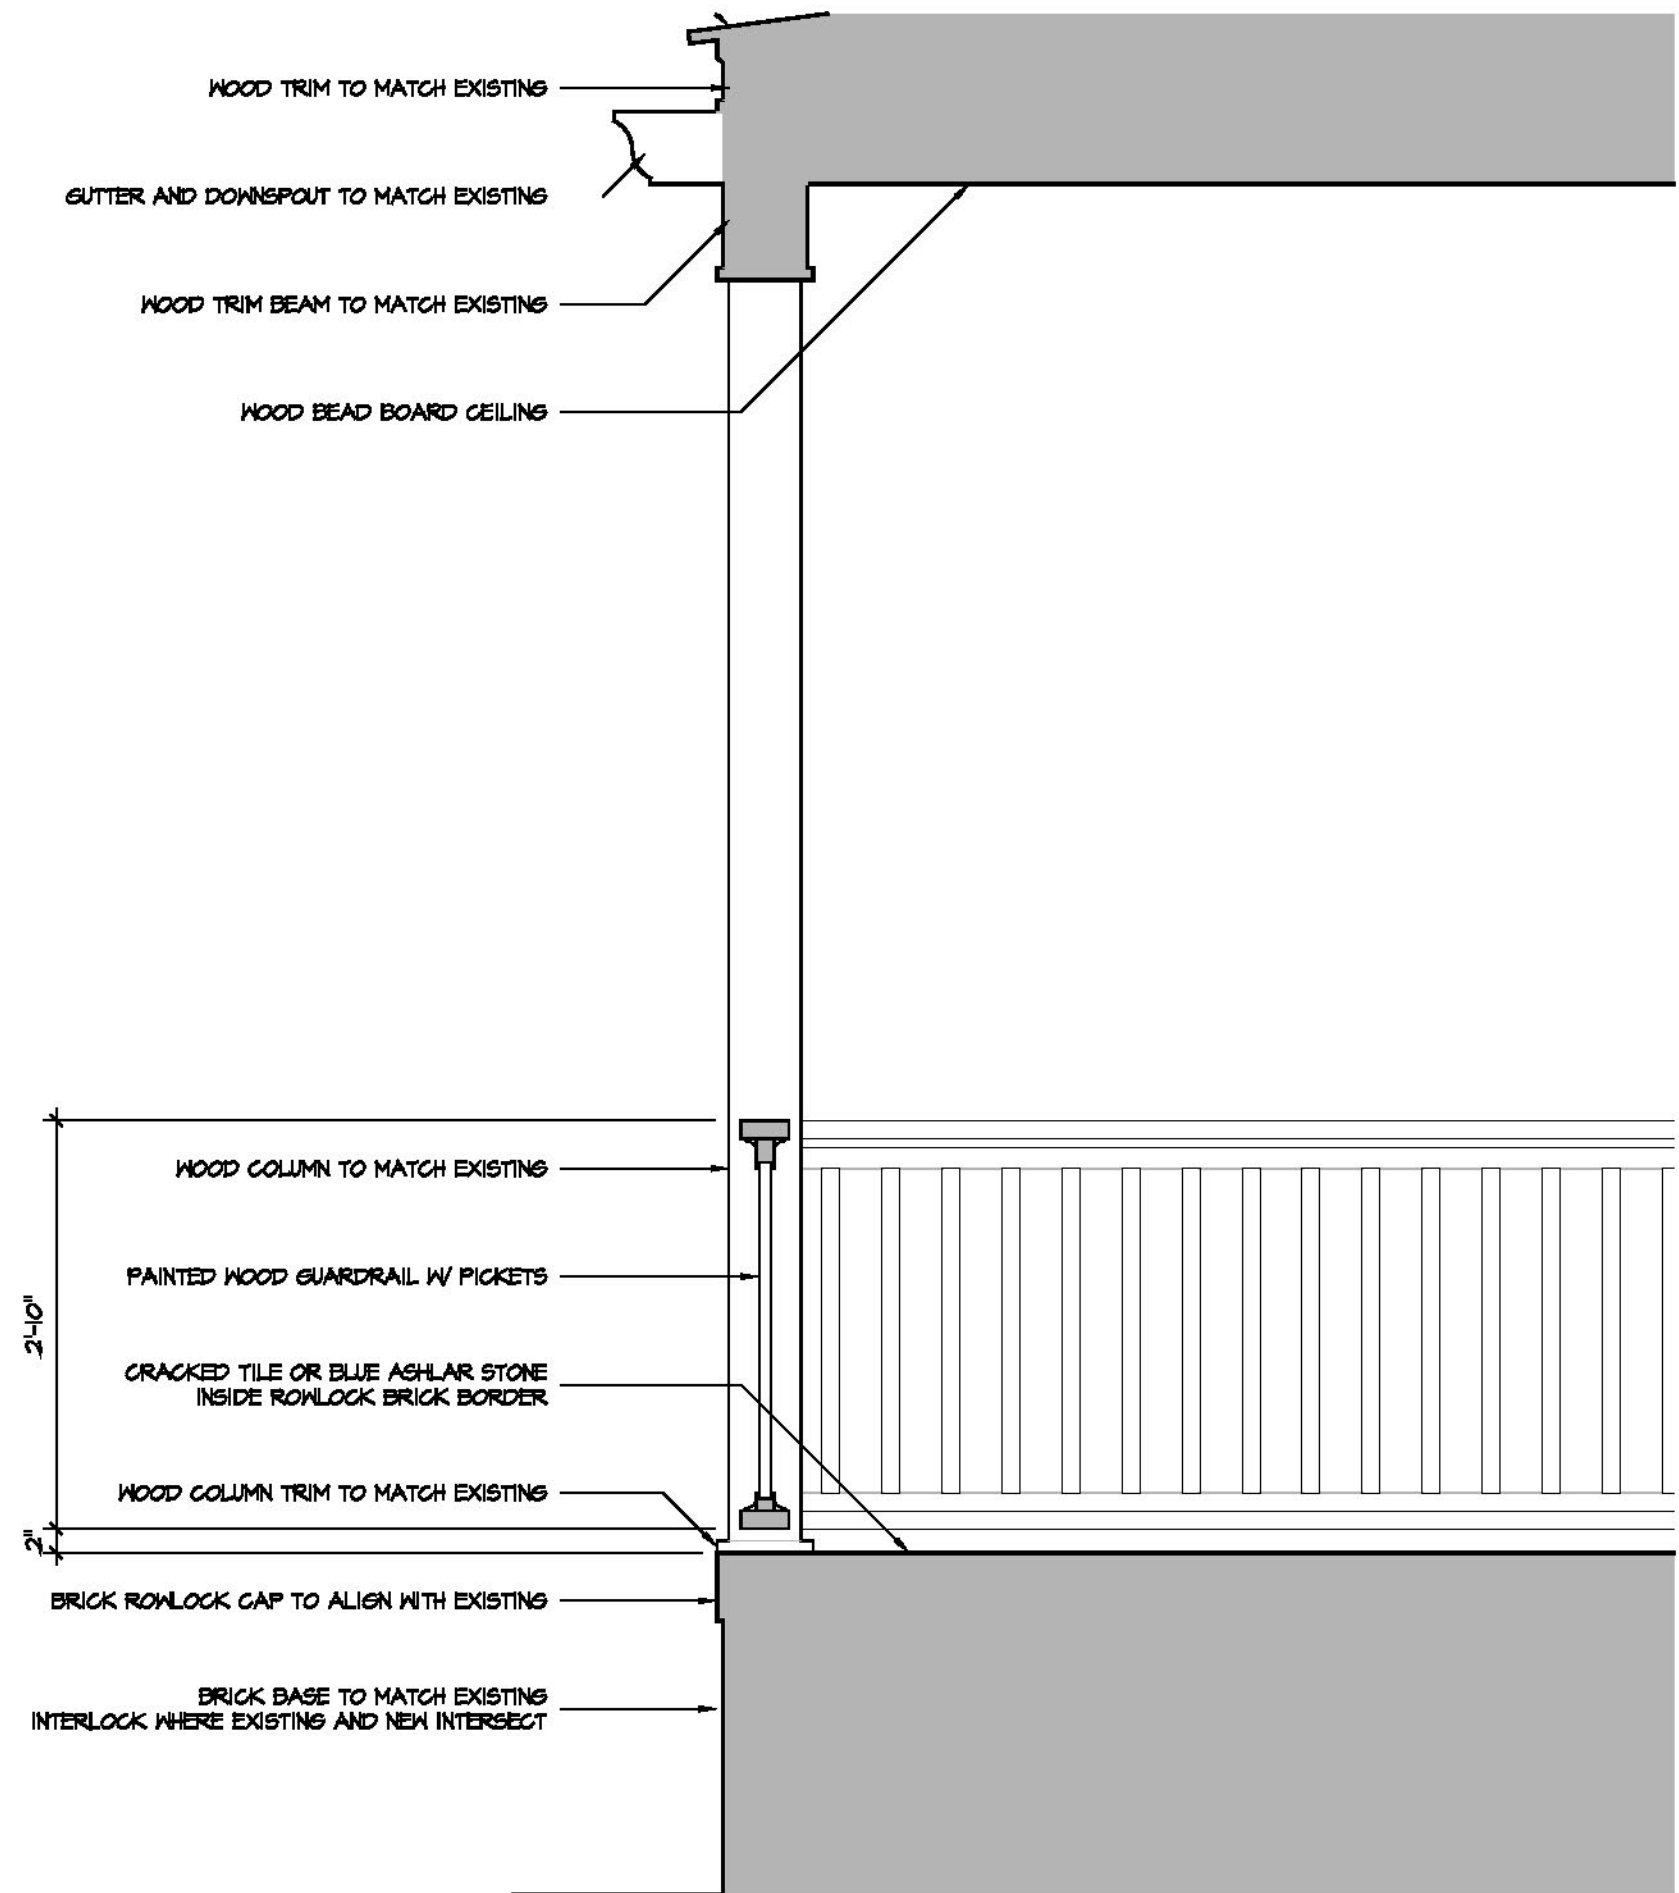 WOOD TRIM TO MATCH EXISTING
GUTTER AND DOWNSPOUT TO MATCH EXISTING
WOOD TRIM BEAM TO MATCH EXISTING
WOOD BEAD BOARD CEILING
WOOD COLUMN TO MATCH EXISTING
PAINTED WOOD GUARDRAIL W/ PICKETS
2'-10"
CRACKED TILE OR BLUE ASHLAR STONE
INSIDE ROWLOCK BRICK BORDER
WOOD COLUMN TRIM TO MATCH EXISTING
2"
BRICK ROWLOCK CAP TO ALIGN WITH EXISTING
BRICK BASE TO MATCH EXISTING
INTERLOCK WHERE EXISTING AND NEW INTERSECT